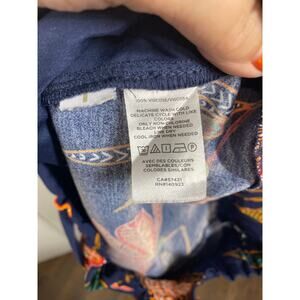 100% VISCOSE/VISCOSA
MACHINE WASH COLD
DELICATE CYCLE WITH LIKE
COLORS
ONLY NON-CHLORINE
BLEACH WHEN NEEDED
LINE DRY
COOL IRON WHEN NEEDED
AVEC DES COULEURS
SEMBLABLES/CON
COLORES SIMILARES
CA#57431
RN#140923